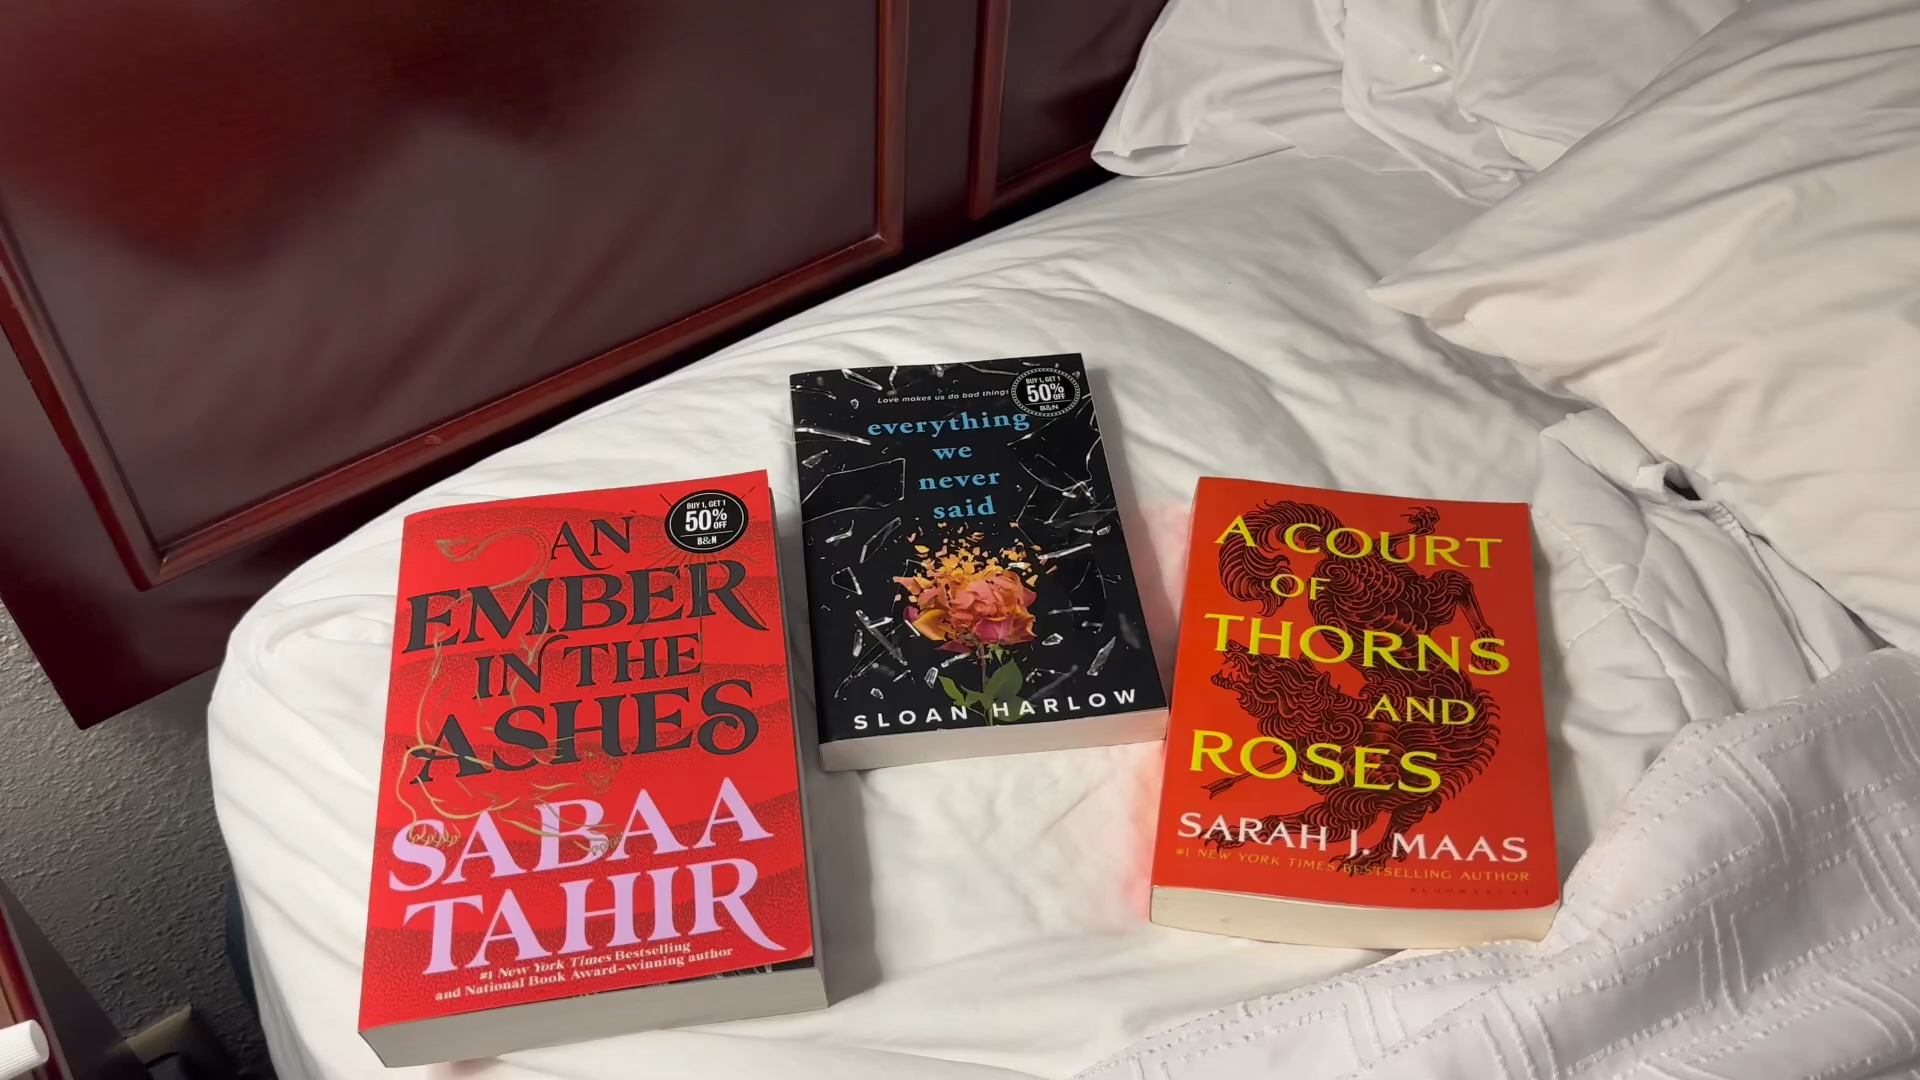 BUY 1, GET 1
50% OFF
B&N
AN
EMBER
IN THE
ASHES
SABAA
TAHIR
#1 New York Times Bestselling
and National Book Award-winning author
Love makes us do bad things
BUY 1, GET 1
50% OFF
B&N
everything
we
never
said
SLOAN HARLOW
A COURT
OF
THORNS
AND
ROSES
SARAH J. MAAS
#1 NEW YORK TIMES BESTSELLING AUTHOR
BLOOMSBURY